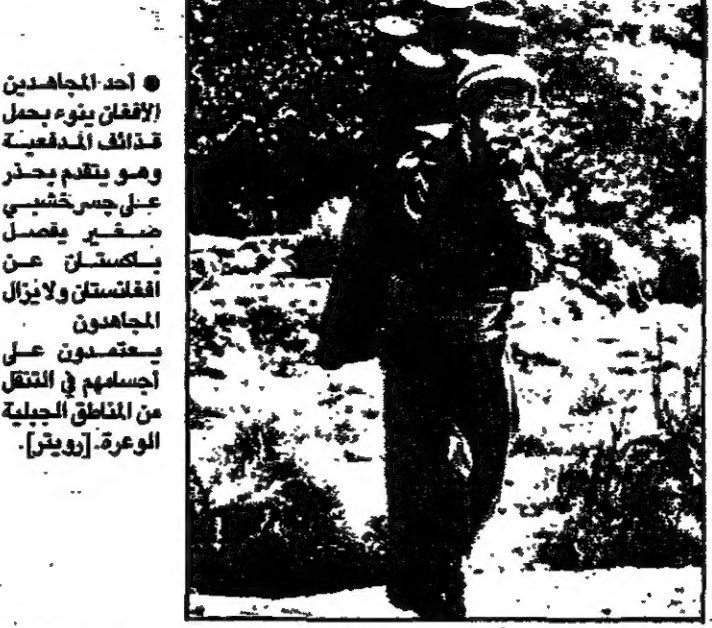 ● أحد المجاهدين
الأفغان ينوء بحمل
قذائف المدفعية
وهو يتقدم بحذر
على جسر خشبي
صغير يفصل
باكستان عن
افغانستان ولايزال
المجاهدون
يعتمدون على
أجسامهم في التنقل
عن المناطق الجبلية
الوعرة. [رويتر].